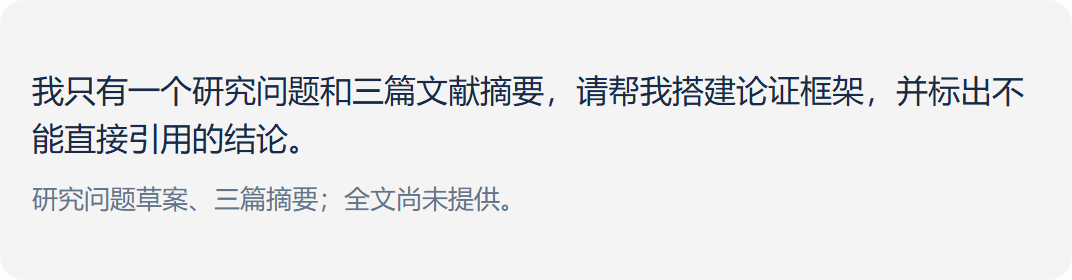 我只有一个研究问题和三篇文献摘要，请帮我搭建论证框架，并标出不
能直接引用的结论。
研究问题草案、三篇摘要；全文尚未提供。